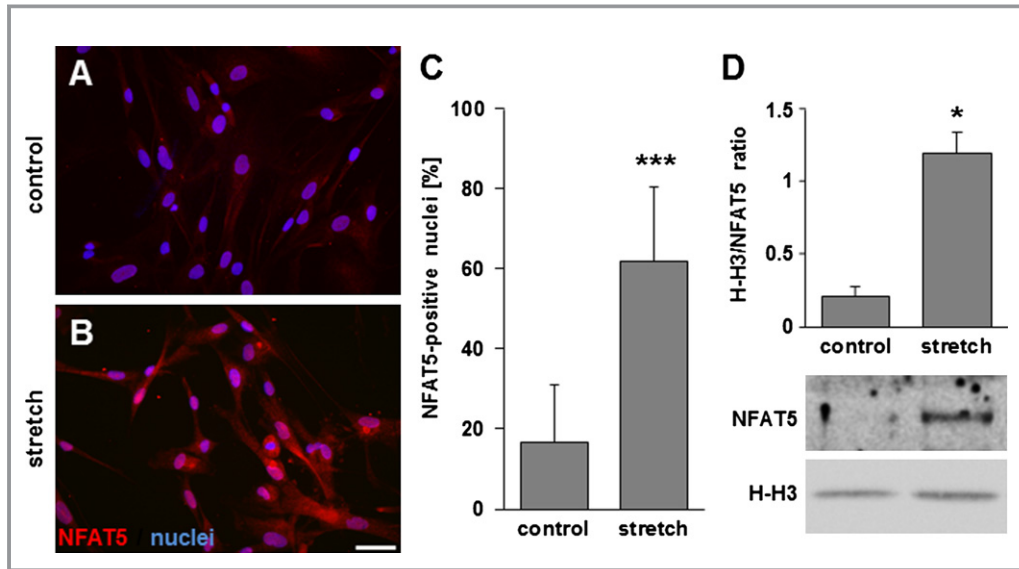 A
control
B
stretch
NFAT5 / nuclei
C
NFAT5-positive nuclei [%]
100
80
60
40
20
0
***
control stretch
D
H-H3/NFAT5 ratio
1.5
1
0.5
0
*
control stretch
NFAT5
H-H3